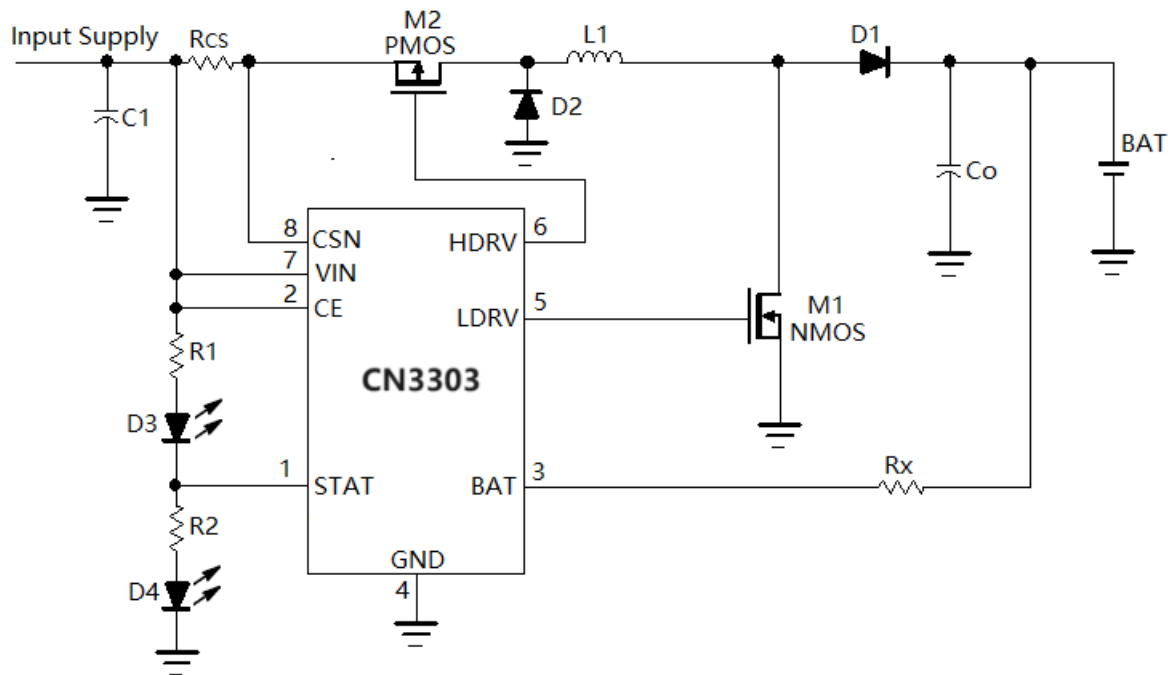 Input Supply
RCS
M2
PMOS
L1
D1
C1
D2
Co
BAT
8
CSN
6
HDRV
7
VIN
2
CE
5
LDRV
M1
NMOS
R1
CN3303
D3
1
STAT
3
BAT
Rx
R2
GND
4
D4